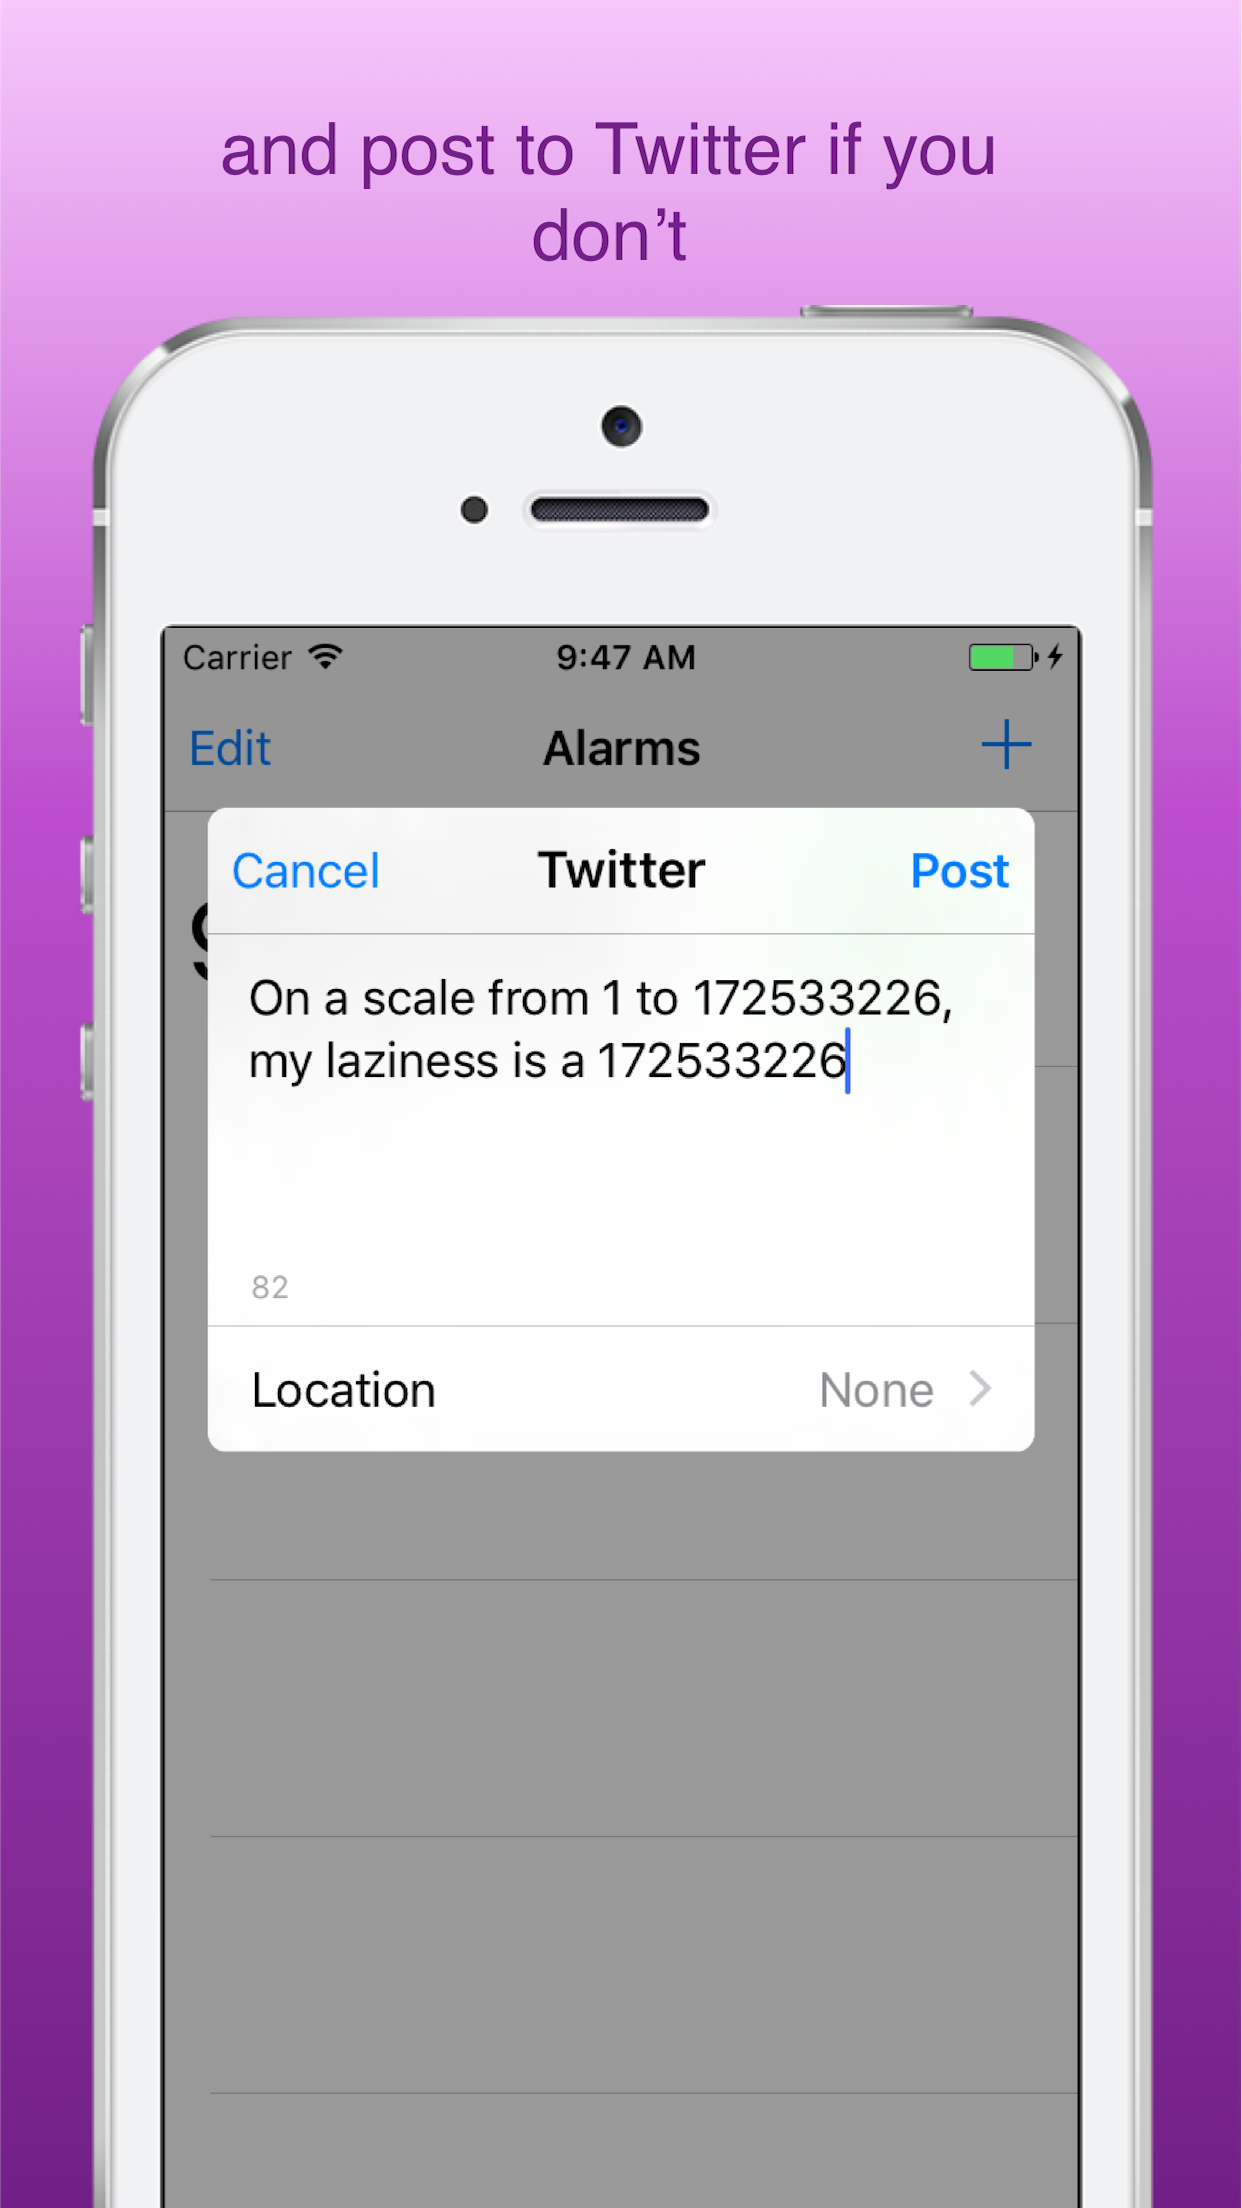 and post to Twitter if you
don’t
Carrier 9:47 AM
Edit Alarms +
Cancel Twitter Post
On a scale from 1 to 172533226,
my laziness is a 172533226
82
Location None